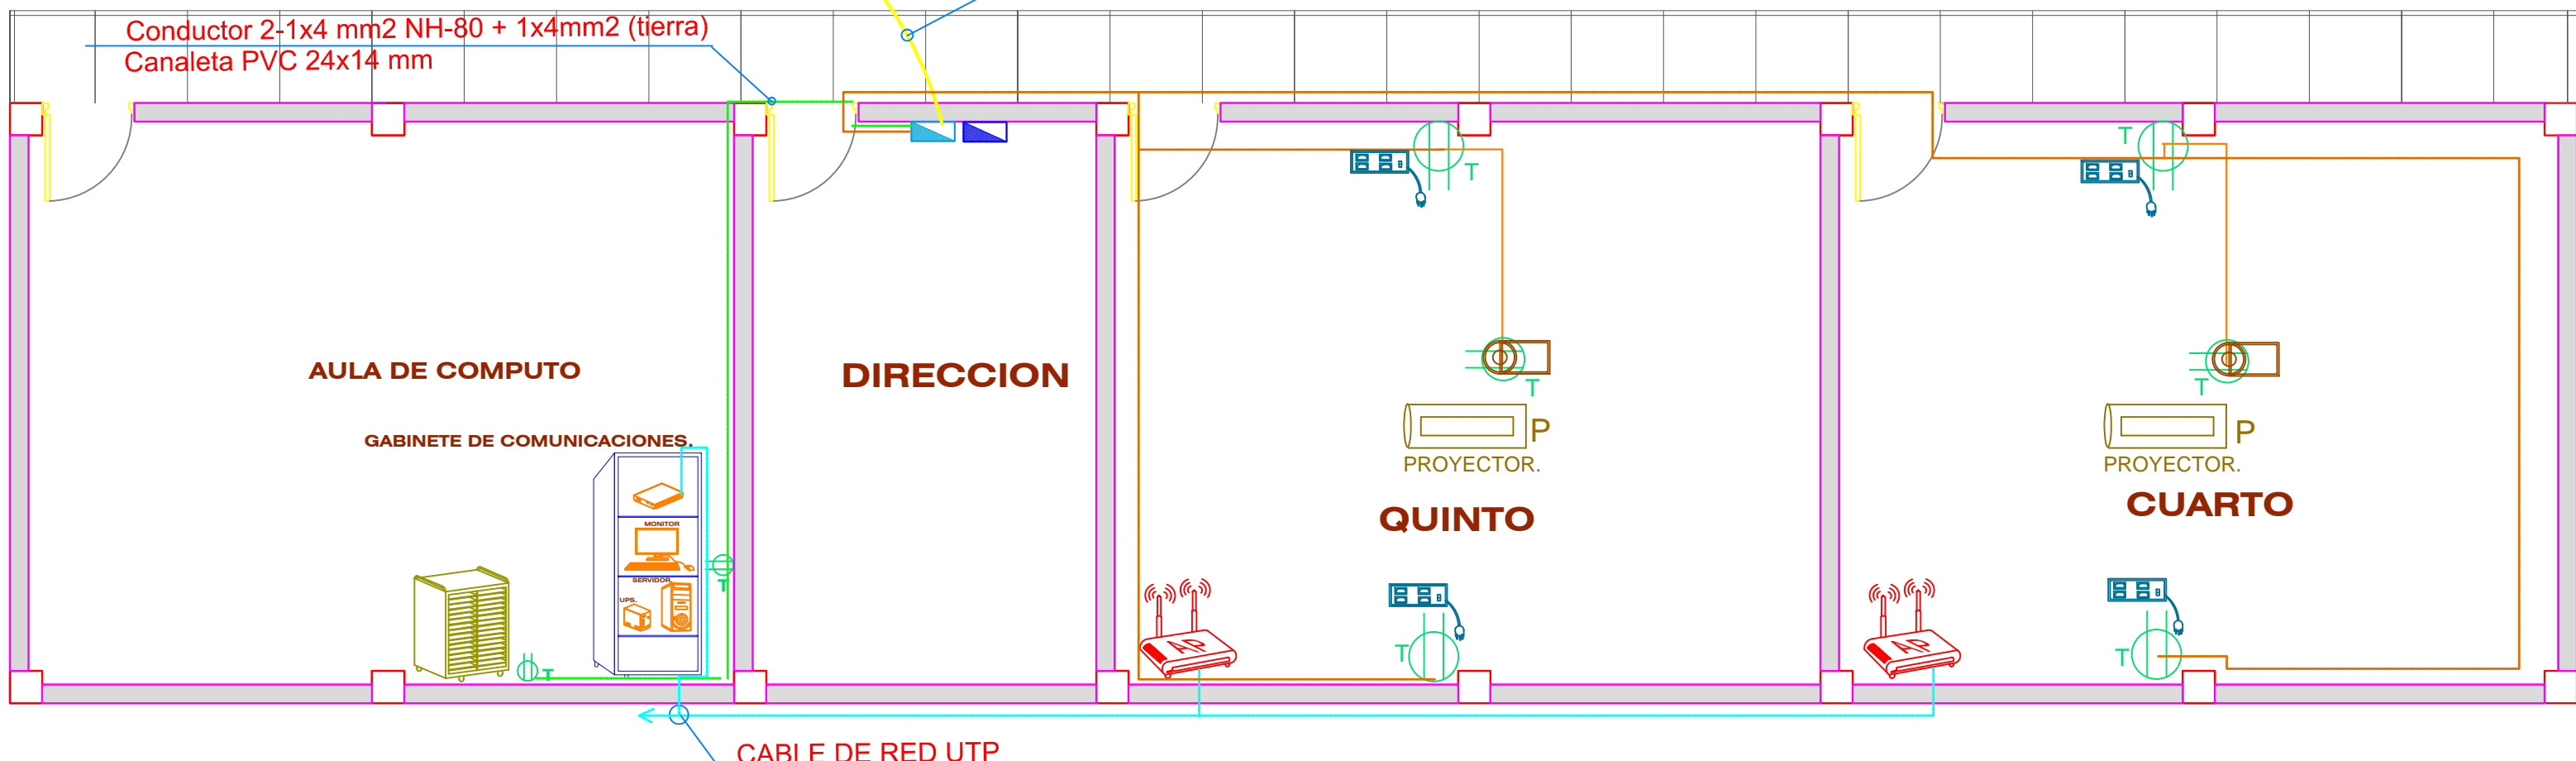 Conductor 2-1x4 mm2 NH-80 + 1x4mm2 (tierra)
Canaleta PVC 24x14 mm
T
T
AULA DE COMPUTO
DIRECCION
T
T
GABINETE DE COMUNICACIONES.
P
PROYECTOR.
P
PROYECTOR.
QUINTO
CUARTO
MONITOR
SERVIDOR
UPS.
T
T
AP
T
AP
T
CABLE DE RED UTP